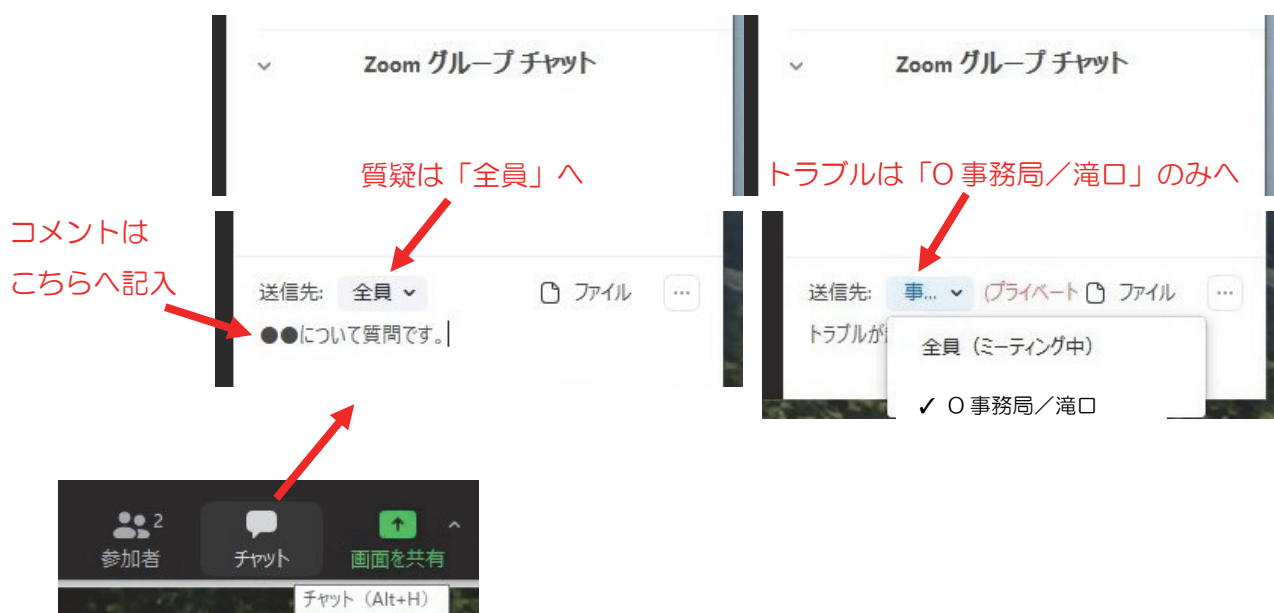 Zoom グループ チャット
質疑は「全員」へ
コメントは
こちらへ記入
送信先: 全員 ファイル ...
●●について質問です。
Zoom グループ チャット
トラブルは「O 事務局／滝口」のみへ
送信先: 事... (プライベート ファイル ...
トラブルが
全員（ミーティング中）
✓ O 事務局／滝口
2
参加者 チャット 画面を共有
チャット（Alt+H）